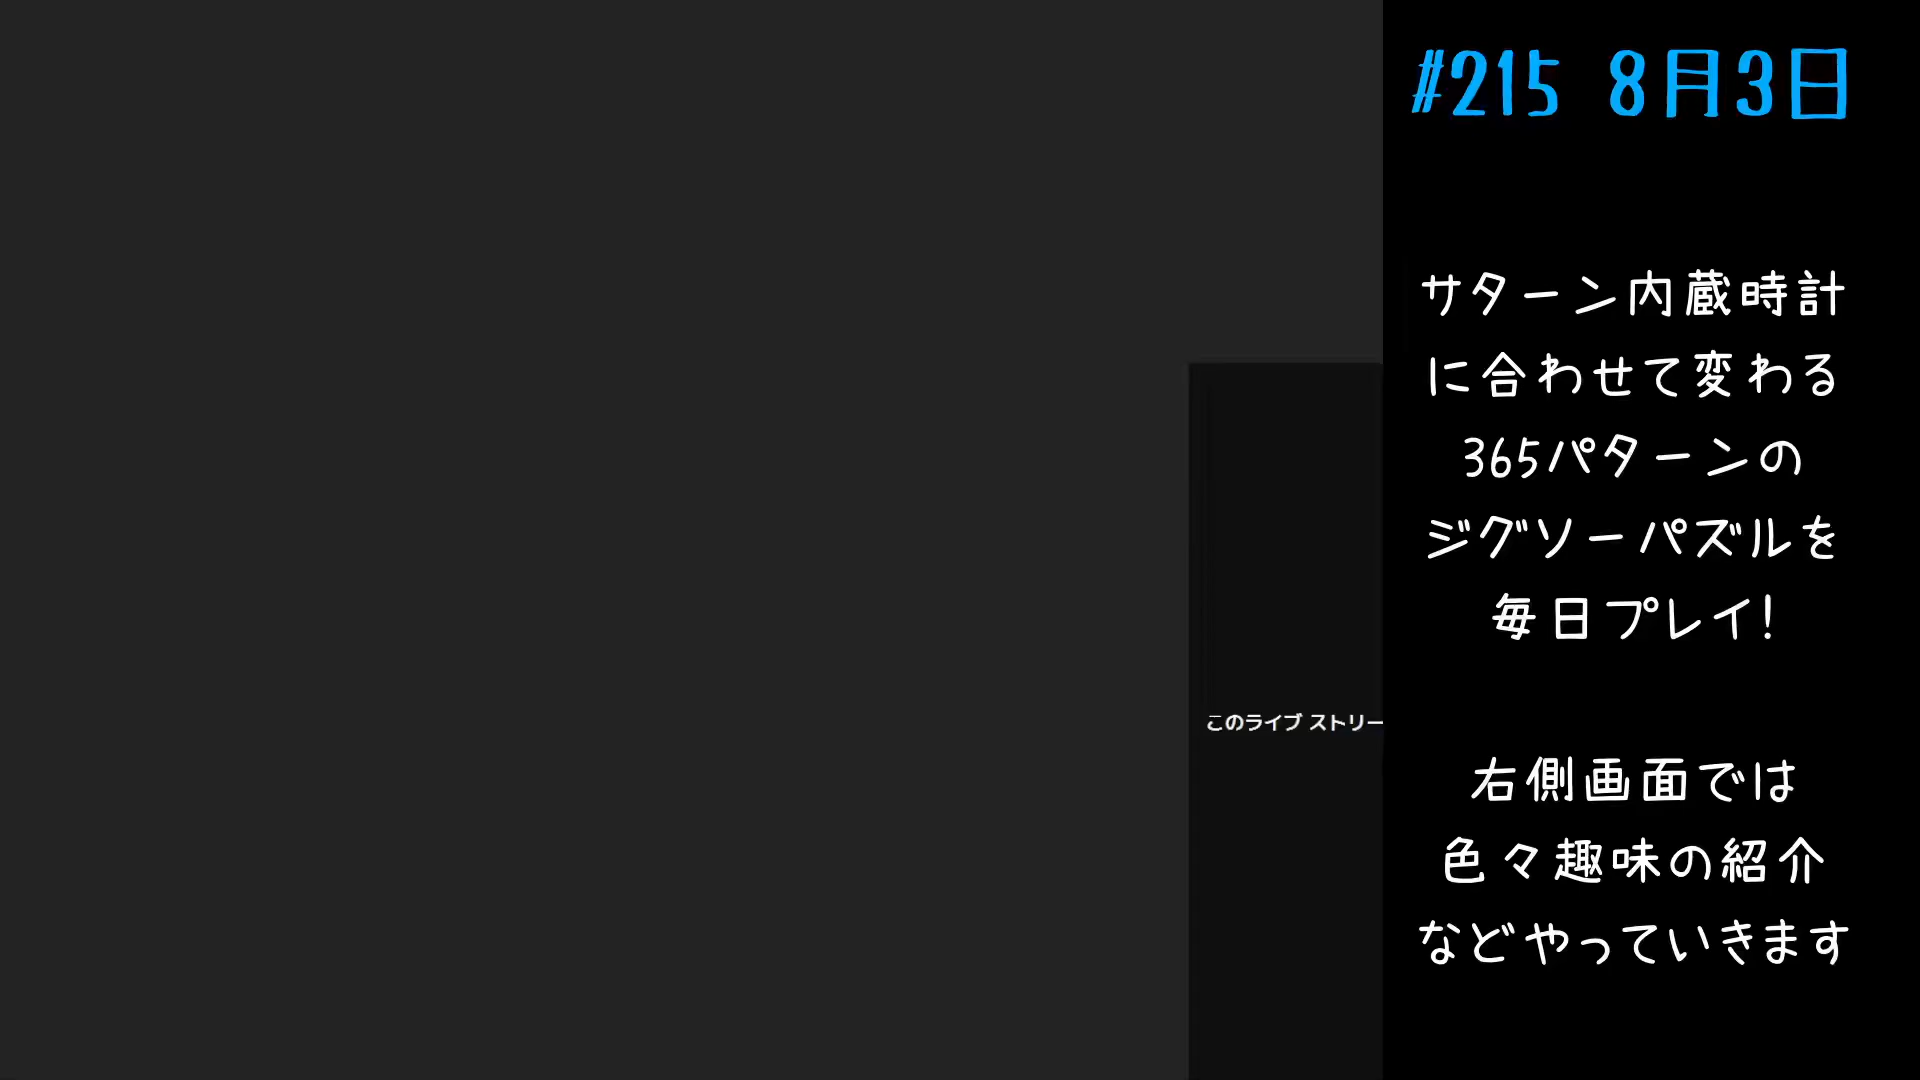 #215 8月3日
サターン内蔵時計
に合わせて変わる
365パターンの
ジグソーパズルを
毎日プレイ!
このライブ ストリー
右側画面では
色々趣味の紹介
などやっていきます